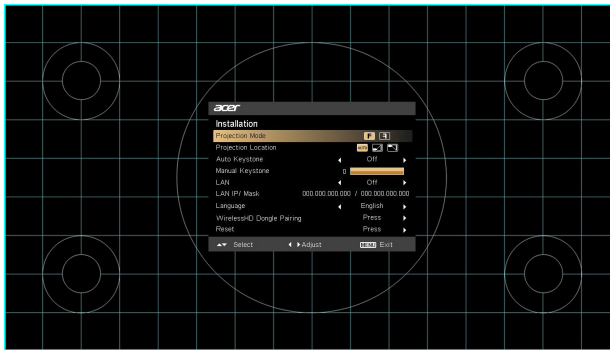 acer
Installation
Projection Mode F F
Projection Location auto
Auto Keystone Off
Manual Keystone 0
LAN Off
LAN IP/ Mask 000.000.000.000 / 000.000.000.000
Language English
WirelessHD Dongle Pairing Press
Reset Press
Select Adjust MENU Exit